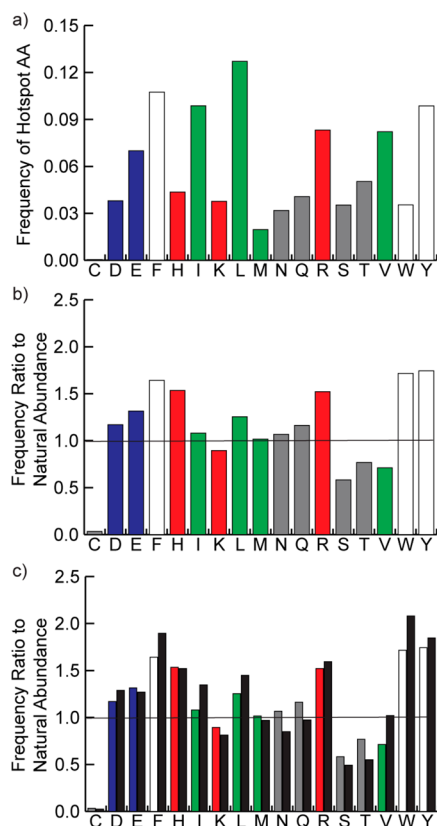 a)
Frequency of Hotspot AA
0.15
0.12
0.09
0.06
0.03
0.00
C D E F H I K L M N Q R S T V W Y
b)
Frequency Ratio to
Natural Abundance
2.5
2.0
1.5
1.0
0.5
0.0
C D E F H I K L M N Q R S T V W Y
c)
Frequency Ratio to
Natural Abundance
2.5
2.0
1.5
1.0
0.5
0.0
C D E F H I K L M N Q R S T V W Y